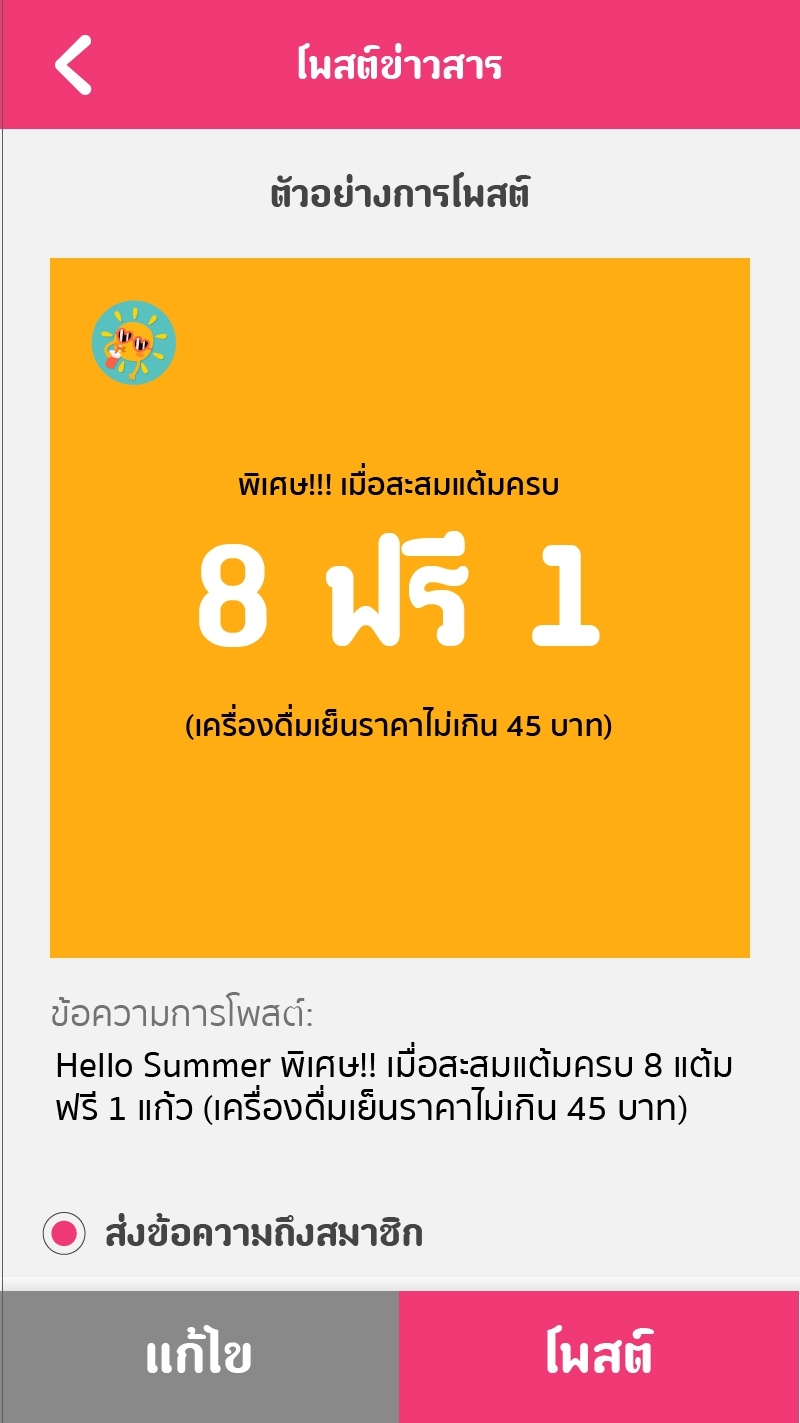 โพสต์ข่าวสาร
ตัวอย่างการโพสต์
พิเศษ!!! เมื่อสะสมแต้มครบ
8 ฟรี 1
(เครื่องดื่มเย็นราคาไม่เกิน 45 บาท)
ข้อความการโพสต์:
Hello Summer พิเศษ!! เมื่อสะสมแต้มครบ 8 แต้ม
ฟรี 1 แก้ว (เครื่องดื่มเย็นราคาไม่เกิน 45 บาท)
ส่งข้อความถึงสมาชิก
แก้ไข
โพสต์